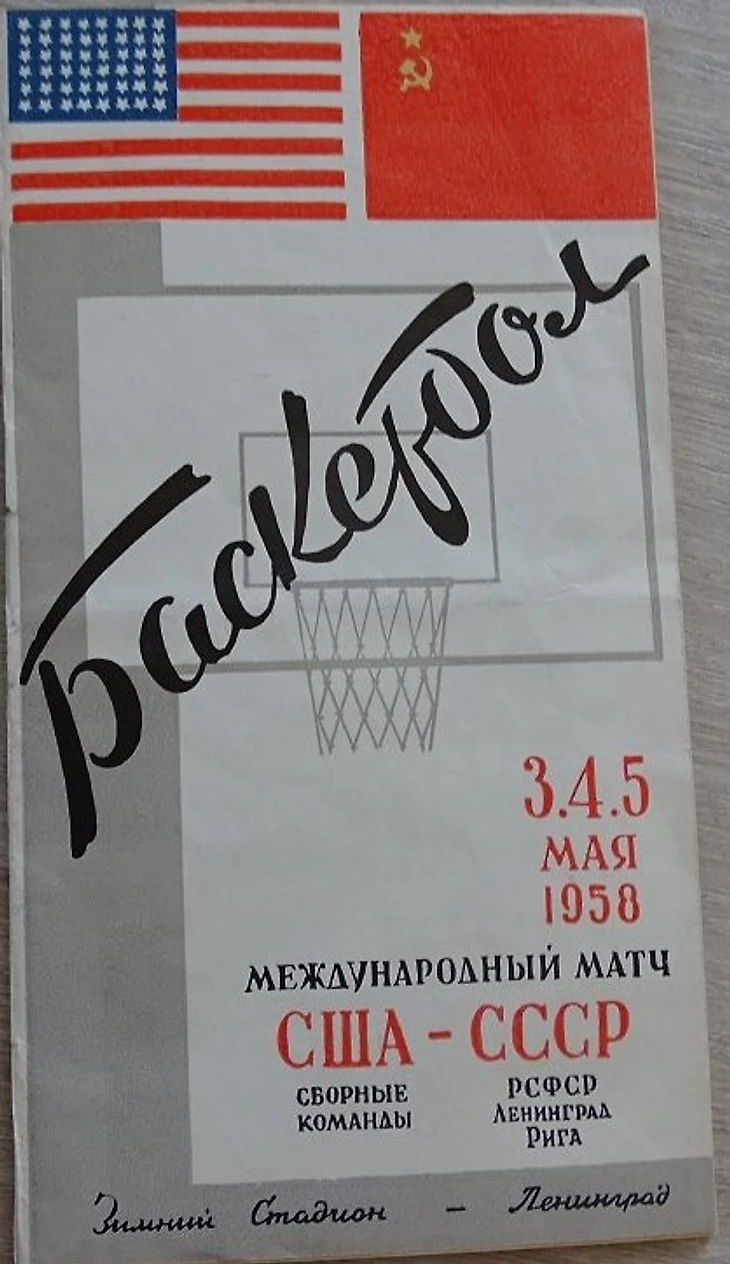 Баскетбол
3.4.5
МАЯ
1958
МЕЖДУНАРОДНЫЙ МАТЧ
США - СССР
СБОРНЫЕ РСФСР
КОМАНДЫ ЛЕНИНГРАД
РИГА
Зимний Стадион - Ленинград